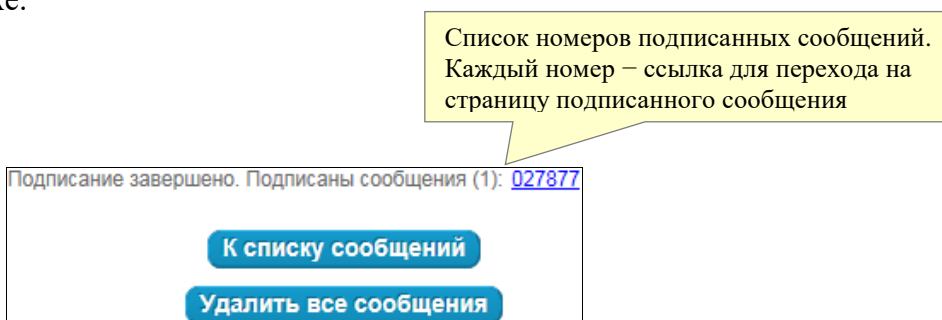 Список номеров подписанных сообщений.
Каждый номер − ссылка для перехода на
страницу подписанного сообщения
Подписание завершено. Подписаны сообщения (1): 027877
К списку сообщений
Удалить все сообщения